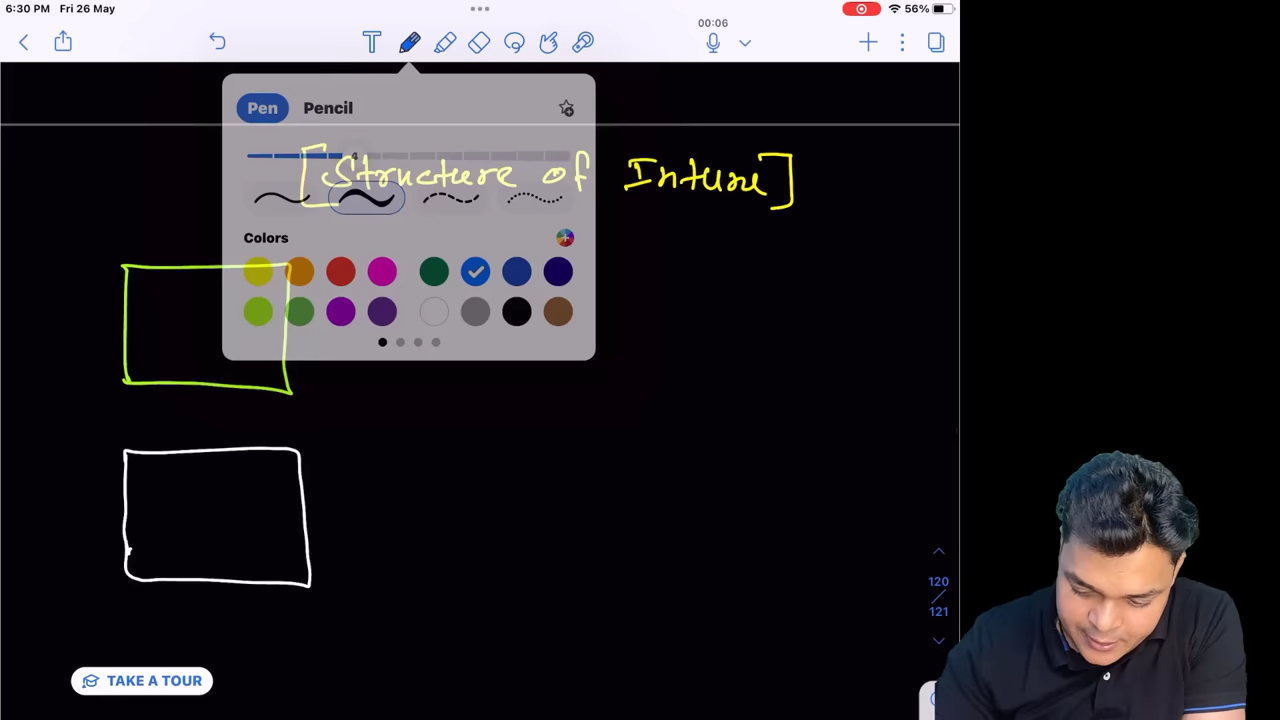 6:30 PM Fri 26 May
56%
00:06
T
Pen Pencil
4
[Structure of Intune]
Colors
120
121
TAKE A TOUR